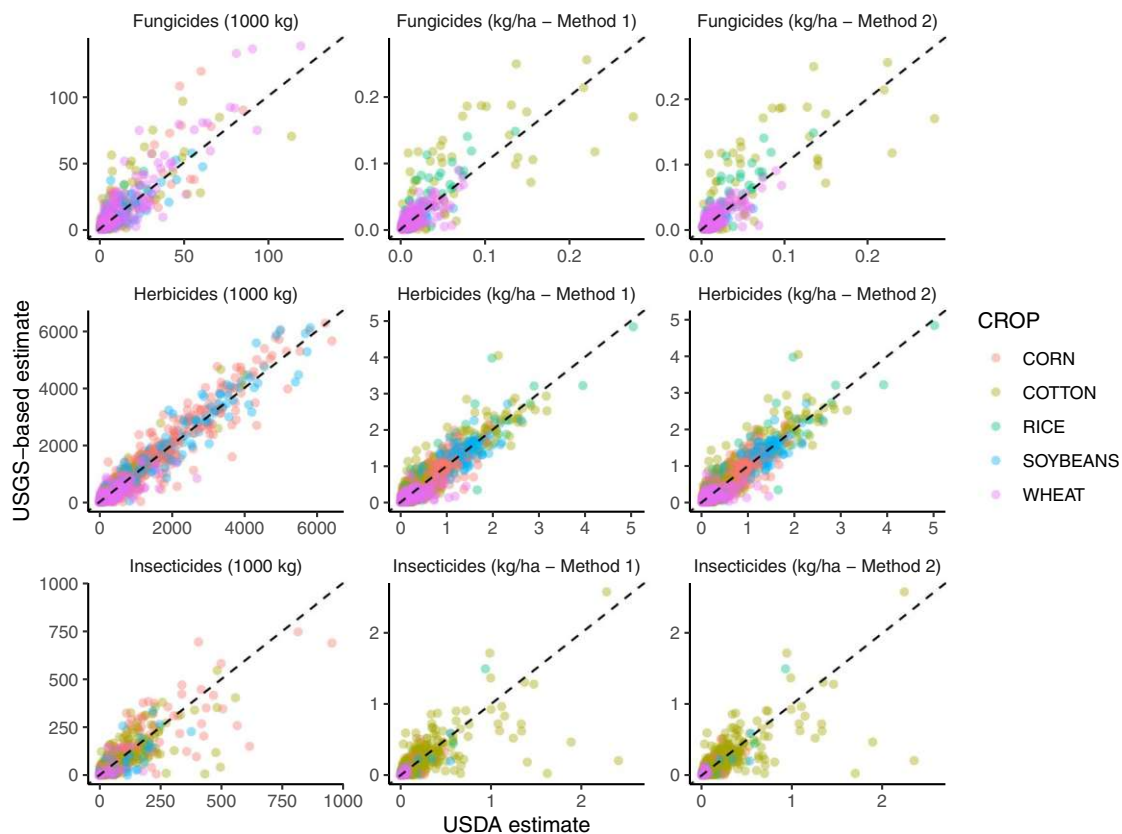 Fungicides (1000 kg)
Fungicides (kg/ha − Method 1)
Fungicides (kg/ha − Method 2)
100
50
0
0.2
0.1
0.0
0.2
0.1
0.0
0 50 100
0.0 0.1 0.2
0.0 0.1 0.2
Herbicides (1000 kg)
Herbicides (kg/ha − Method 1)
Herbicides (kg/ha − Method 2)
USGS−based estimate
6000
4000
2000
0
5
4
3
2
1
0
5
4
3
2
1
0
0 2000 4000 6000
0 1 2 3 4 5
0 1 2 3 4 5
CROP
CORN
COTTON
RICE
SOYBEANS
WHEAT
Insecticides (1000 kg)
Insecticides (kg/ha − Method 1)
Insecticides (kg/ha − Method 2)
1000
750
500
250
0
2
1
0
2
1
0
0 250 500 750 1000
0 1 2
0 1 2
USDA estimate